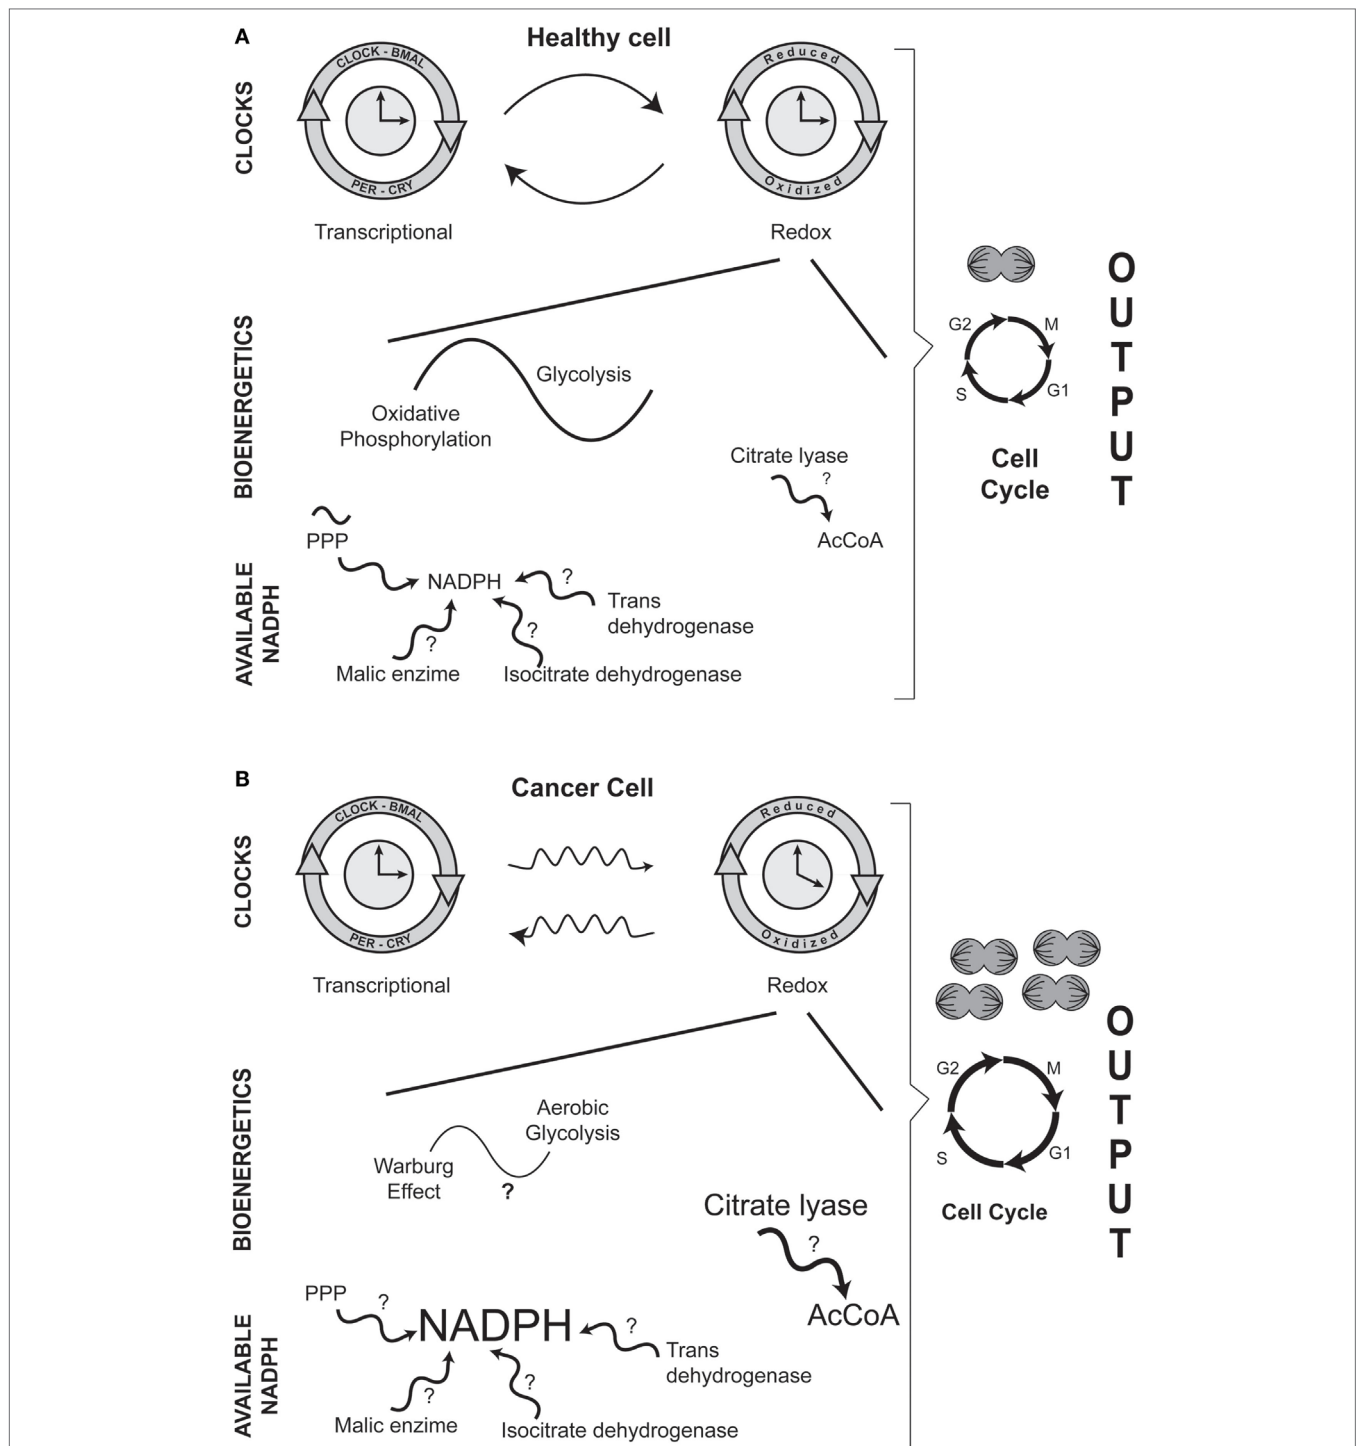 A
Healthy cell
CLOCKS
CLOCK - BMAL
PER - CRY
Transcriptional
Reduced
Oxidized
Redox
BIOENERGETICS
Oxidative
Phosphorylation
Glycolysis
Citrate lyase
?
AcCoA
AVAILABLE
NADPH
PPP
NADPH
?
Trans
dehydrogenase
?
Malic enzime
?
Isocitrate dehydrogenase
G2
M
S
G1
Cell
Cycle
OUTPUT
B
Cancer Cell
CLOCKS
CLOCK - BMAL
PER - CRY
Transcriptional
Reduced
Oxidized
Redox
BIOENERGETICS
Warburg
Effect
Aerobic
Glycolysis
?
Citrate lyase
?
AcCoA
AVAILABLE
NADPH
PPP
?
NADPH
?
Trans
dehydrogenase
?
Malic enzime
?
Isocitrate dehydrogenase
G2
M
S
G1
Cell Cycle
OUTPUT